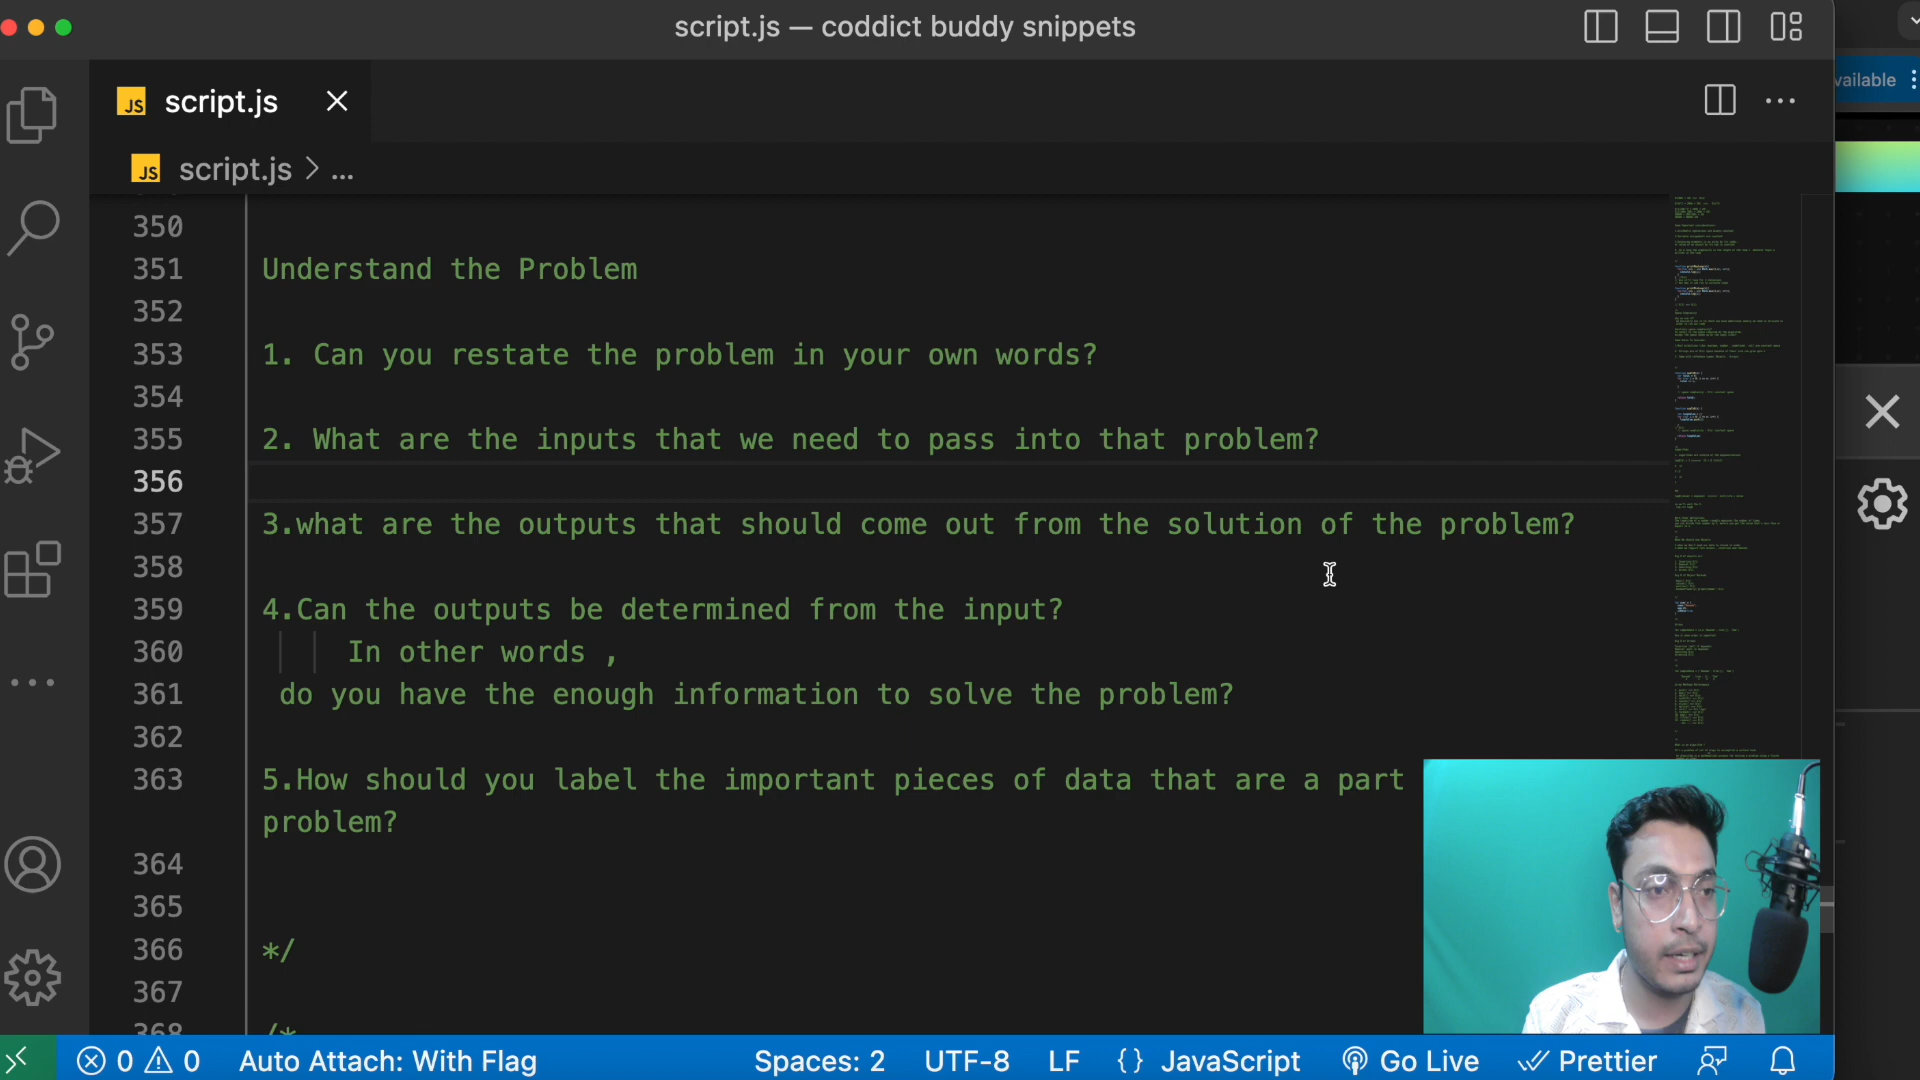 script.js — coddict buddy snippets
JS script.js
vailable
JS script.js > ...
350
351 Understand the Problem
352
353 1. Can you restate the problem in your own words?
354
355 2. What are the inputs that we need to pass into that problem?
356
357 3.what are the outputs that should come out from the solution of the problem?
358
359 4.Can the outputs be determined from the input?
360 In other words ,
361 do you have the enough information to solve the problem?
362
363 5.How should you label the important pieces of data that are a part
problem?
364
365
366 */
367
368 /*
0 0 Auto Attach: With Flag Spaces: 2 UTF-8 LF {} JavaScript Go Live Prettier